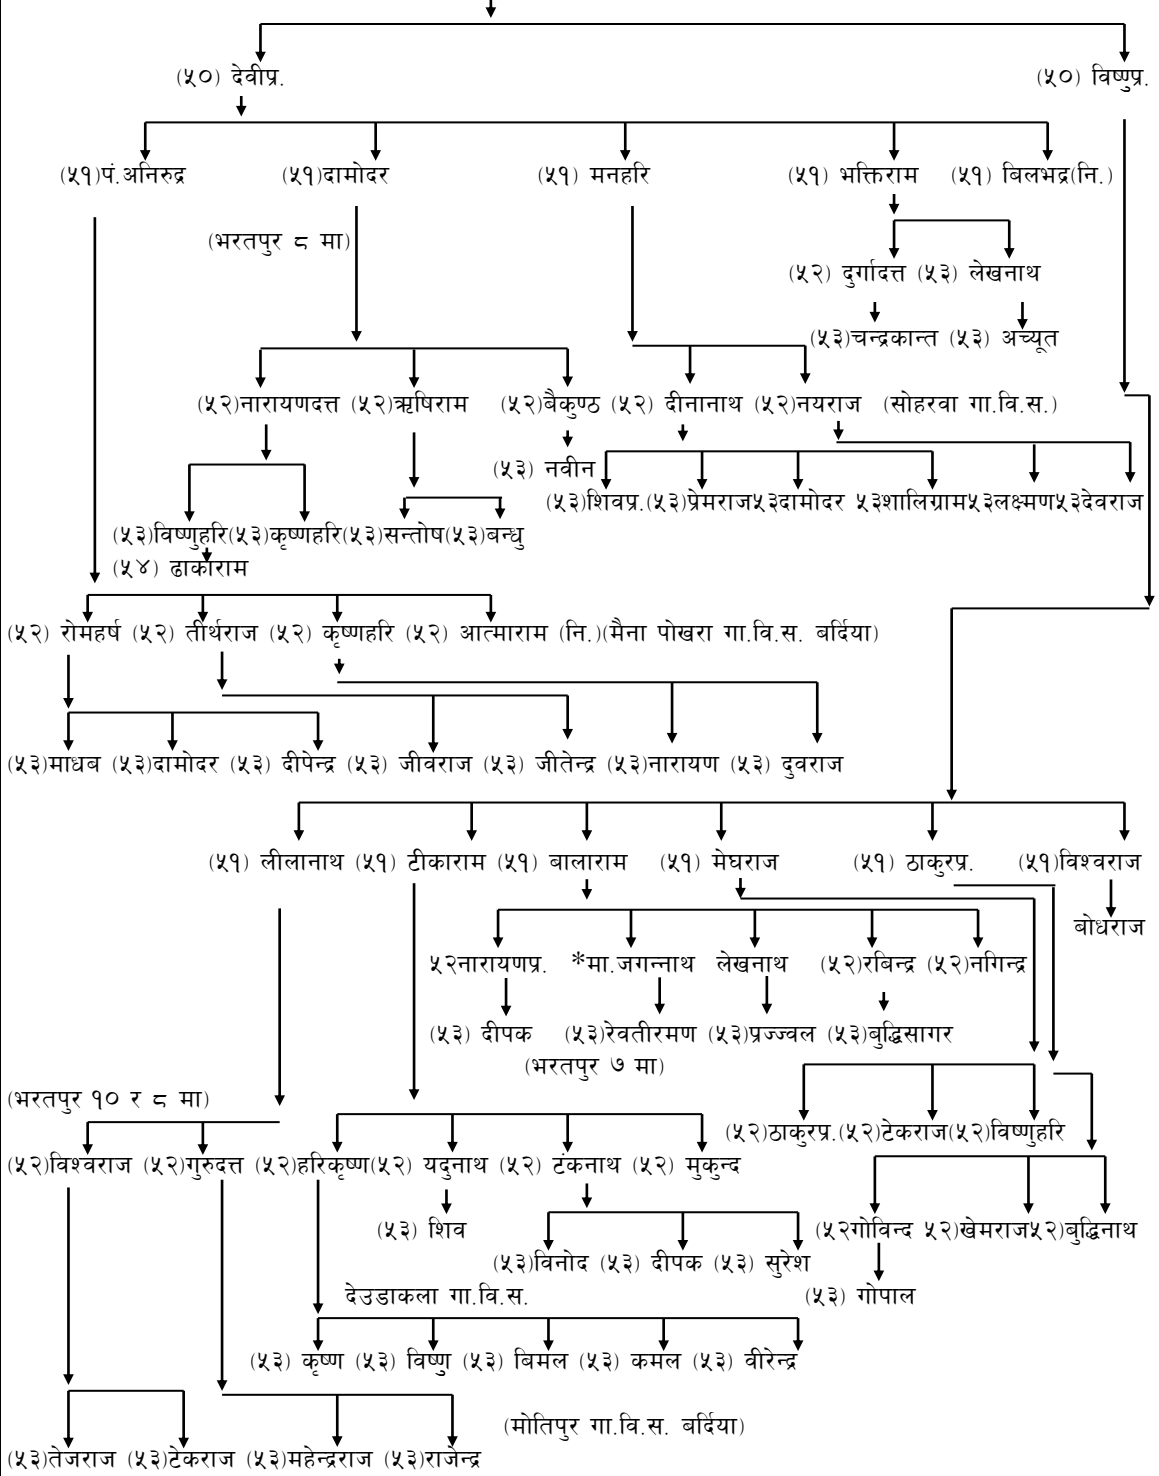 (५०) देवीप्र. (५०) विष्णुप्र.
(५१)पं.अनिरुद्र (५१)दामोदर (५१) मनहरि (५१) भक्तिराम (५१) बिलभद्र(नि.)
(भरतपुर ८ मा)
(५२) दुर्गादत्त (५३) लेखनाथ
(५३)चन्द्रकान्त (५३) अच्यूत
(५२)नारायणदत्त (५२)ऋषिराम (५२)बैकुण्ठ (५२) दीनानाथ (५२)नयराज (सोहरवा गा.वि.स.)
(५३) नवीन
(५३)शिवप्र.(५३)प्रेमराज५३दामोदर ५३शालिग्राम५३लक्ष्मण५३देवराज
(५३)विष्णुहरि(५३)कृष्णहरि(५३)सन्तोष(५३)बन्धु
(५४) ढाकाराम
(५२) रोमहर्ष (५२) तीर्थराज (५२) कृष्णहरि (५२) आत्माराम (नि.)(मैना पोखरा गा.वि.स. बर्दिया)
(५३)माधब (५३)दामोदर (५३) दीपेन्द्र (५३) जीवराज (५३) जीतेन्द्र (५३)नारायण (५३) दुवराज
(५१) लीलानाथ (५१) टीकाराम (५१) बालाराम (५१) मेघराज (५१) ठाकुरप्र. (५१)विश्वराज
बोधराज
५२नारायणप्र. *मा.जगन्नाथ लेखनाथ (५२)रबिन्द्र (५२)नगिन्द्र
(५३) दीपक (५३)रेवतीरमण (५३)प्रज्ज्वल (५३)बुद्धिसागर
(भरतपुर ७ मा)
(भरतपुर १० र ८ मा)
(५२)ठाकुरप्र.(५२)टेकराज(५२)विष्णुहरि
(५२)विश्वराज (५२)गुरुदत्त (५२)हरिकृष्ण(५२) यदुनाथ (५२) टंकनाथ (५२) मुकुन्द
(५३) शिव (५२गोविन्द ५२)खेमराज५२)बुद्धिनाथ
(५३)विनोद (५३) दीपक (५३) सुरेश
देउडाकला गा.वि.स. (५३) गोपाल
(५३) कृष्ण (५३) विष्णु (५३) बिमल (५३) कमल (५३) वीरेन्द्र
(मोतिपुर गा.वि.स. बर्दिया)
(५३)तेजराज (५३)टेकराज (५३)महेन्द्रराज (५३)राजेन्द्र